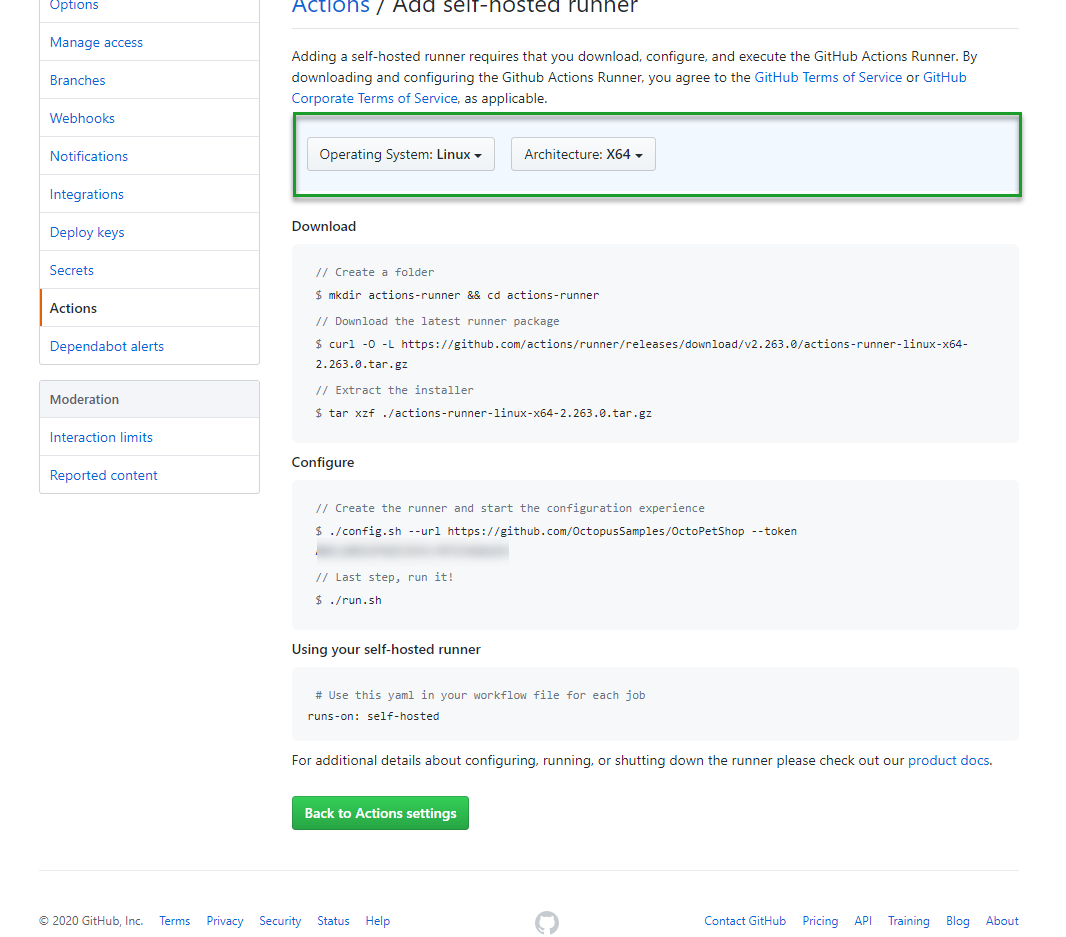 Options
Manage access
Branches
Webhooks
Notifications
Integrations
Deploy keys
Secrets
Actions
Dependabot alerts
Moderation
Interaction limits
Reported content
Actions / Add self-hosted runner
Adding a self-hosted runner requires that you download, configure, and execute the GitHub Actions Runner. By
downloading and configuring the Github Actions Runner, you agree to the GitHub Terms of Service or GitHub
Corporate Terms of Service, as applicable.
Operating System: Linux
Architecture: X64
Download
// Create a folder
$ mkdir actions-runner && cd actions-runner
// Download the latest runner package
$ curl -O -L https://github.com/actions/runner/releases/download/v2.263.0/actions-runner-linux-x64-
2.263.0.tar.gz
// Extract the installer
$ tar xzf ./actions-runner-linux-x64-2.263.0.tar.gz
Configure
// Create the runner and start the configuration experience
$ ./config.sh --url https://github.com/OctopusSamples/OctoPetShop --token
// Last step, run it!
$ ./run.sh
Using your self-hosted runner
# Use this yaml in your workflow file for each job
runs-on: self-hosted
For additional details about configuring, running, or shutting down the runner please check out our product docs.
Back to Actions settings
© 2020 GitHub, Inc. Terms Privacy Security Status Help Contact GitHub Pricing API Training Blog About